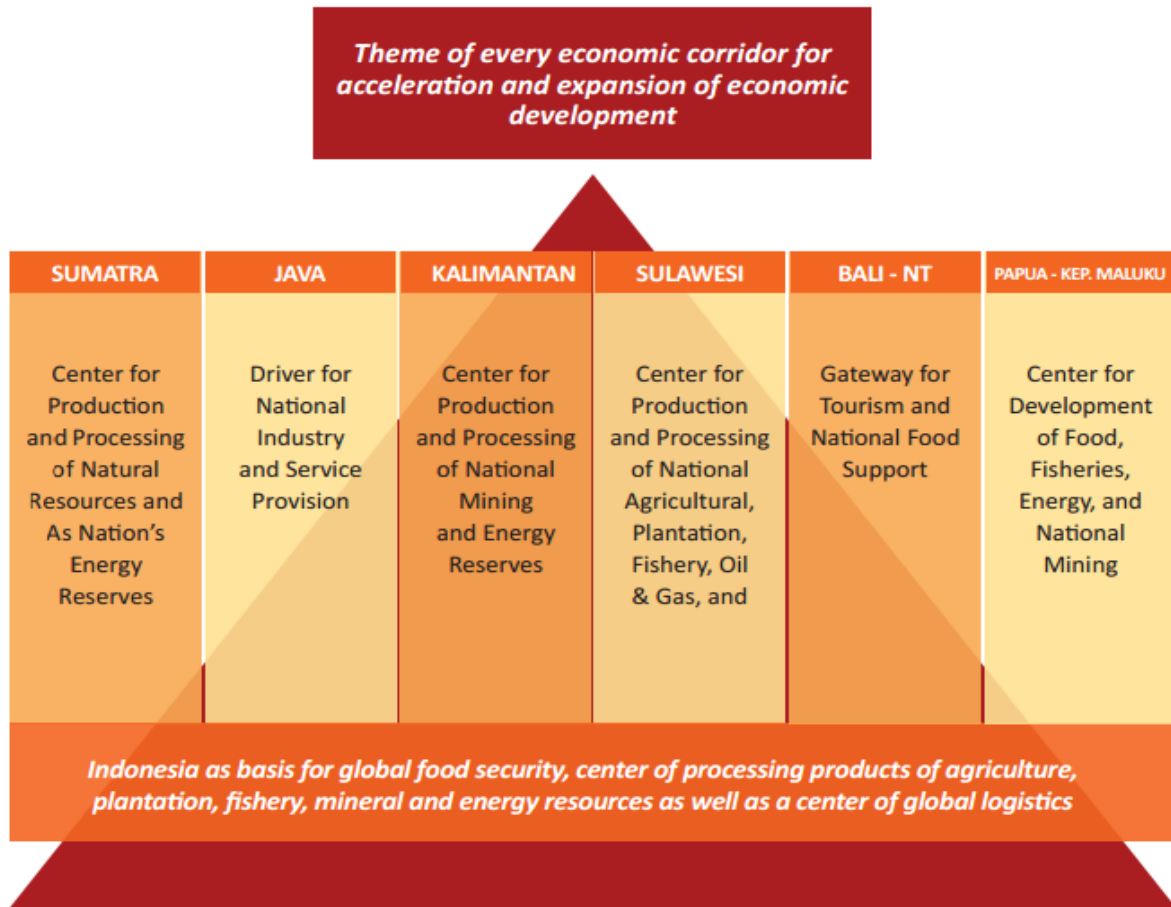 Theme of every economic corridor for
acceleration and expansion of economic
development
SUMATRA
Center for
Production
and Processing
of Natural
Resources and
As Nation's
Energy
Reserves
JAVA
Driver for
National
Industry
and Service
Provision
KALIMANTAN
Center for
Production
and Processing
of National
Mining
and Energy
Reserves
SULAWESI
Center for
Production
and Processing
of National
Agricultural,
Plantation,
Fishery, Oil
& Gas, and
BALI - NT
Gateway for
Tourism and
National Food
Support
PAPUA - KEP. MALUKU
Center for
Development
of Food,
Fisheries,
Energy, and
National
Mining
Indonesia as basis for global food security, center of processing products of agriculture,
plantation, fishery, mineral and energy resources as well as a center of global logistics